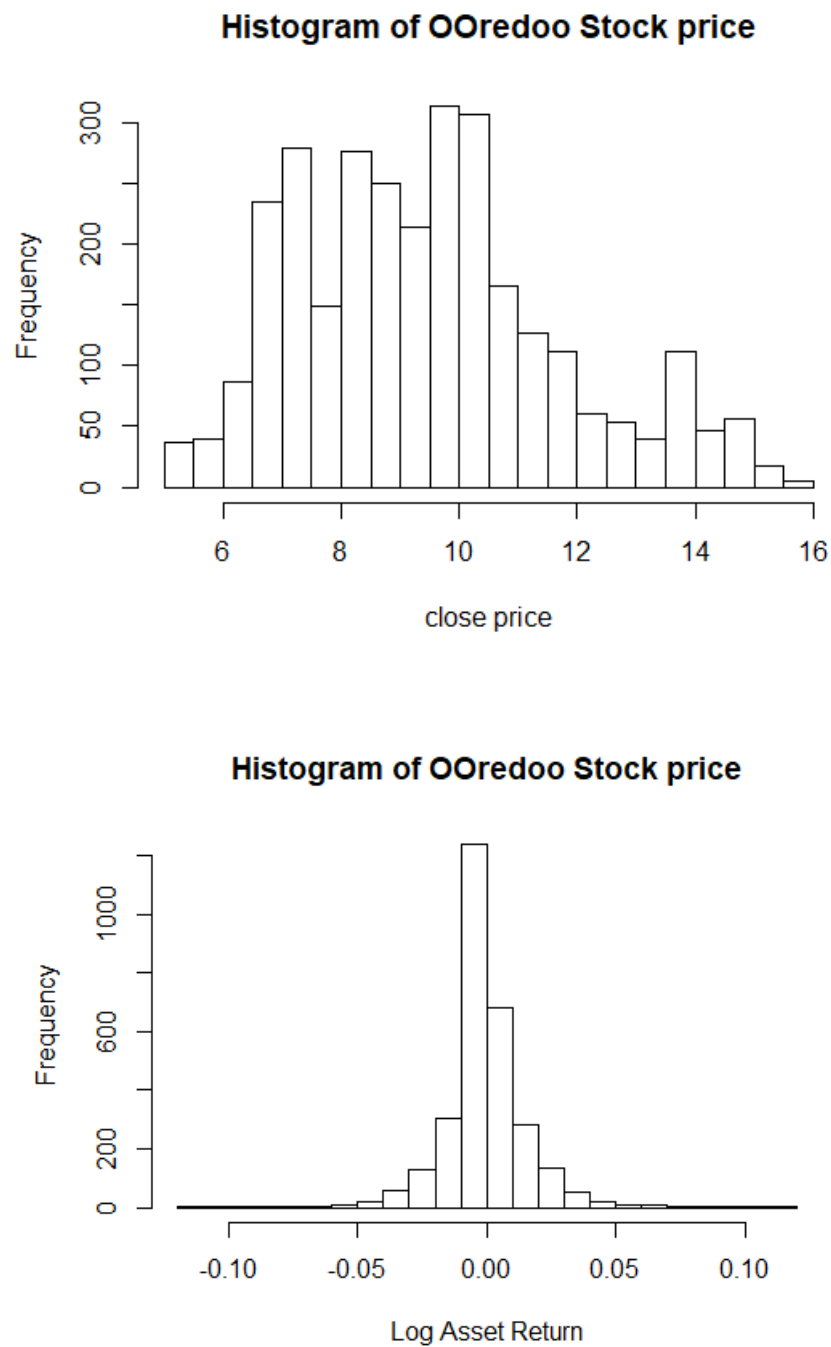 Histogram of OOredoo Stock price
300
200
100
50
0
Frequency
6 8 10 12 14 16
close price
Histogram of OOredoo Stock price
1000
600
200
0
Frequency
-0.10 -0.05 0.00 0.05 0.10
Log Asset Return